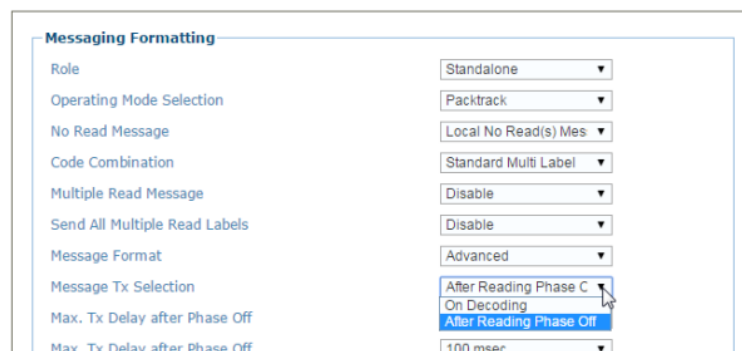 Messaging Formatting
Role Standalone
Operating Mode Selection Packtrack
No Read Message Local No Read(s) Mes
Code Combination Standard Multi Label
Multiple Read Message Disable
Send All Multiple Read Labels Disable
Message Format Advanced
Message Tx Selection After Reading Phase C
On Decoding
Max. Tx Delay after Phase Off After Reading Phase Off
Max. Tx Delay after Phase Off 100 msec